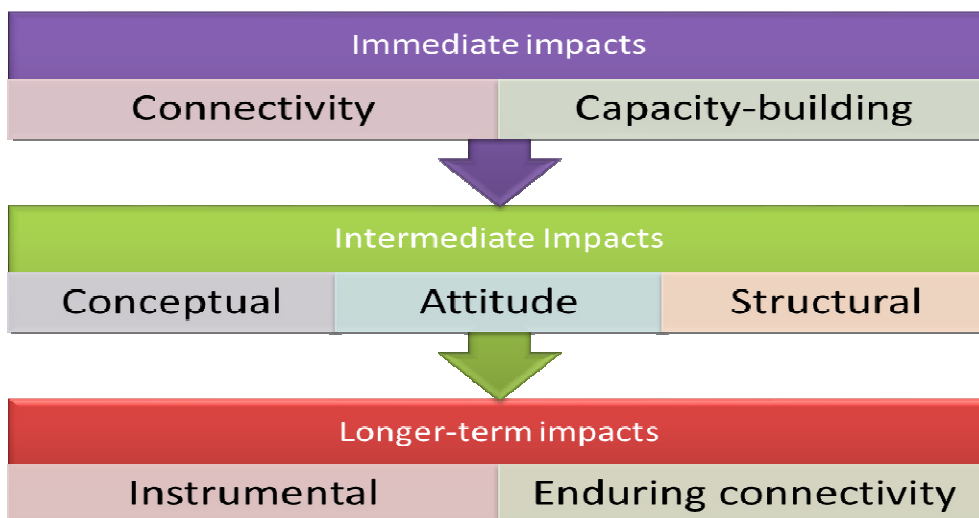 Immediate impacts
Connectivity Capacity-building
Intermediate Impacts
Conceptual Attitude Structural
Longer-term impacts
Instrumental Enduring connectivity